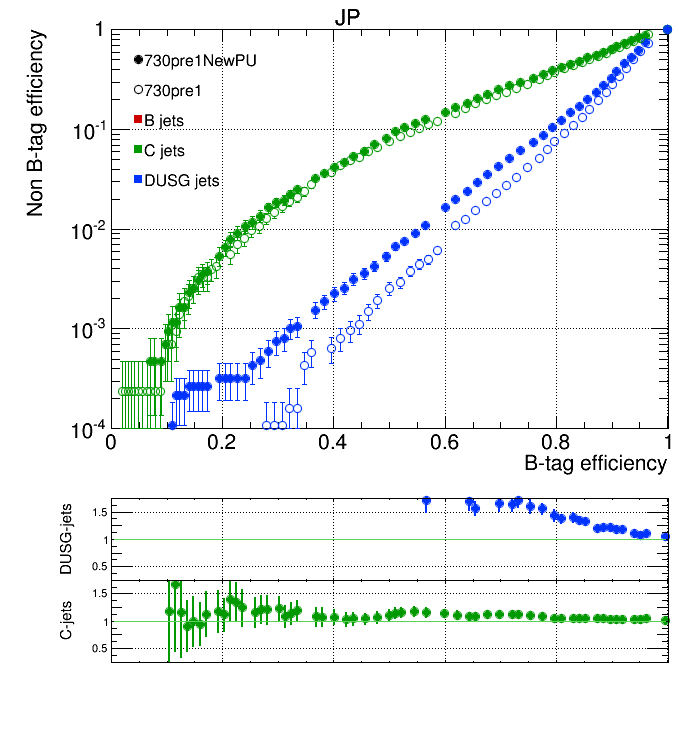 JP
Non B-tag efficiency
1
10-1
10-2
10-3
10-4
730pre1NewPU
730pre1
B jets
C jets
DUSG jets
0 0.2 0.4 0.6 0.8 1
B-tag efficiency
DUSG-jets
1.5
1
0.5
C-jets
1.5
1
0.5